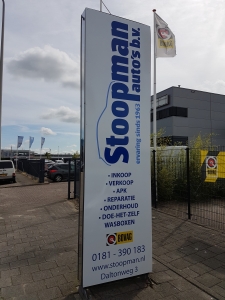 Stoopman
auto's b.v.
ervaring sinds 1963
• INKOOP
• VERKOOP
• APK
• REPARATIE
• ONDERHOUD
• DOE-HET-ZELF
WASBOXEN
BOVAG
0181 - 390 183
www.stoopman.nl
Daltonweg 3